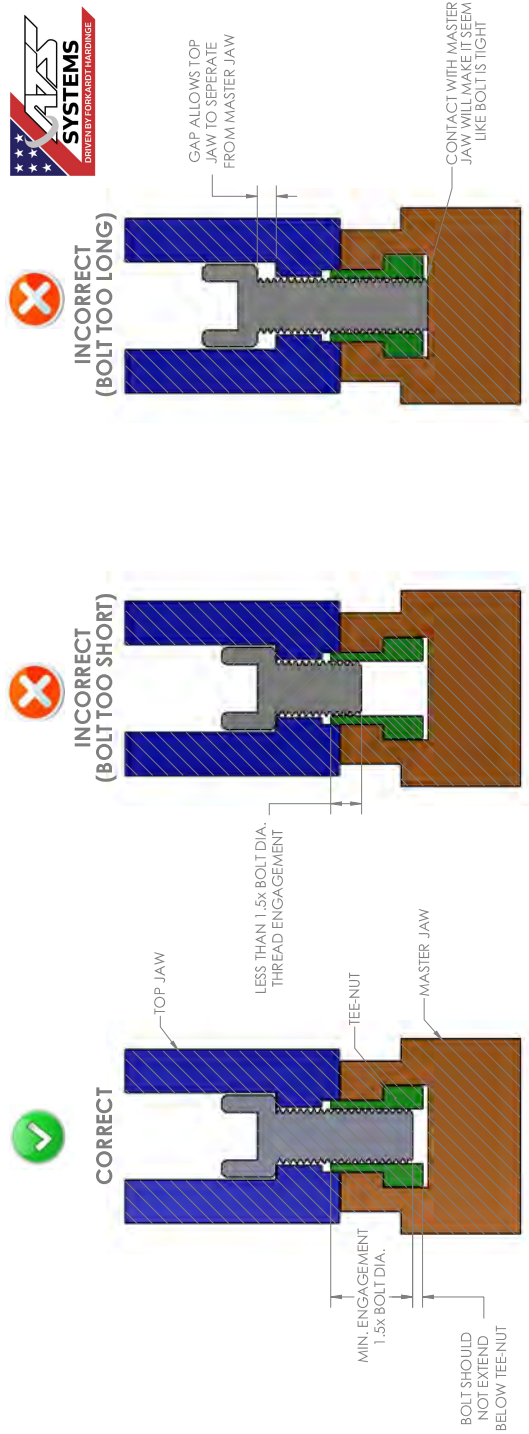 CORRECT
TOP JAW
MIN. ENGAGEMENT
1.5x BOLT DIA.
TEE-NUT
BOLT SHOULD
NOT EXTEND
BELOW TEE-NUT
MASTER JAW
INCORRECT
(BOLT TOO SHORT)
LESS THAN 1.5x BOLT DIA.
THREAD ENGAGEMENT
INCORRECT
(BOLT TOO LONG)
GAP ALLOWS TOP
JAW TO SEPERATE
FROM MASTER JAW
CONTACT WITH MASTER
JAW WILL MAKE IT SEEM
LIKE BOLT IS TIGHT
SYSTEMS
DRIVEN BY FORKARDT HARDINGE